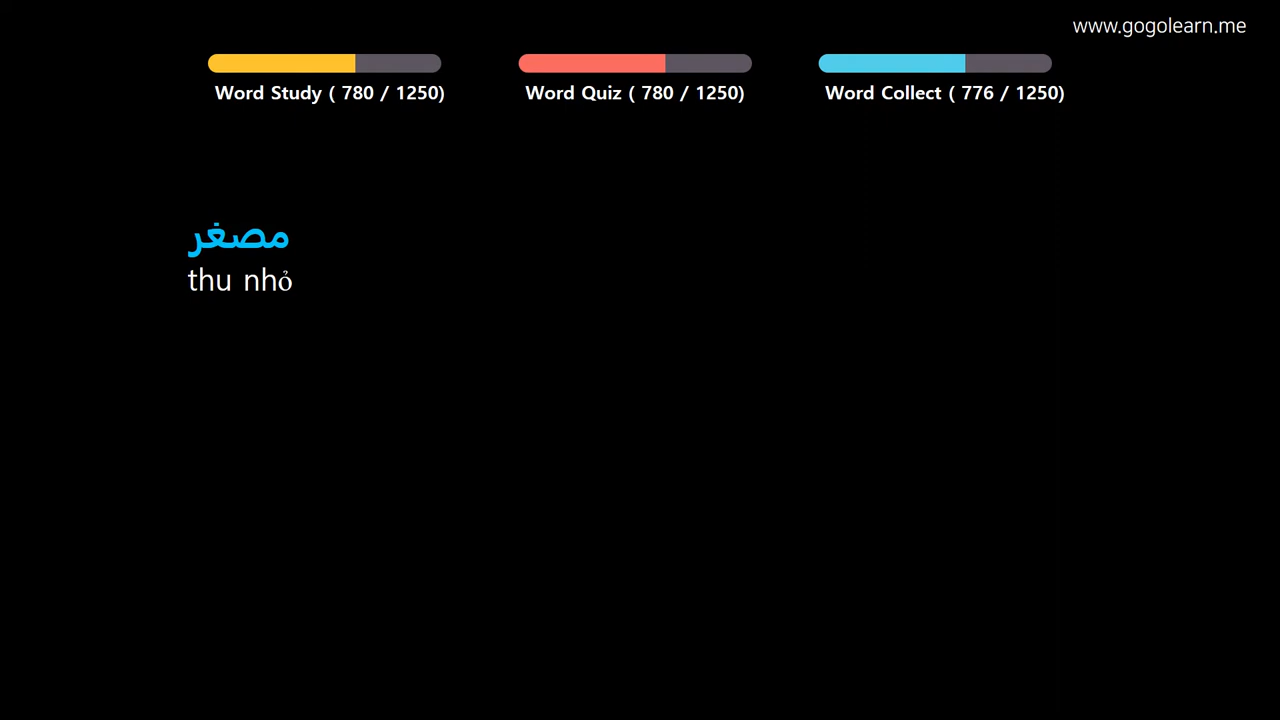 www.gogolearn.me
Word Study ( 780 / 1250)
Word Quiz ( 780 / 1250)
Word Collect ( 776 / 1250)
مصغر
thu nhỏ